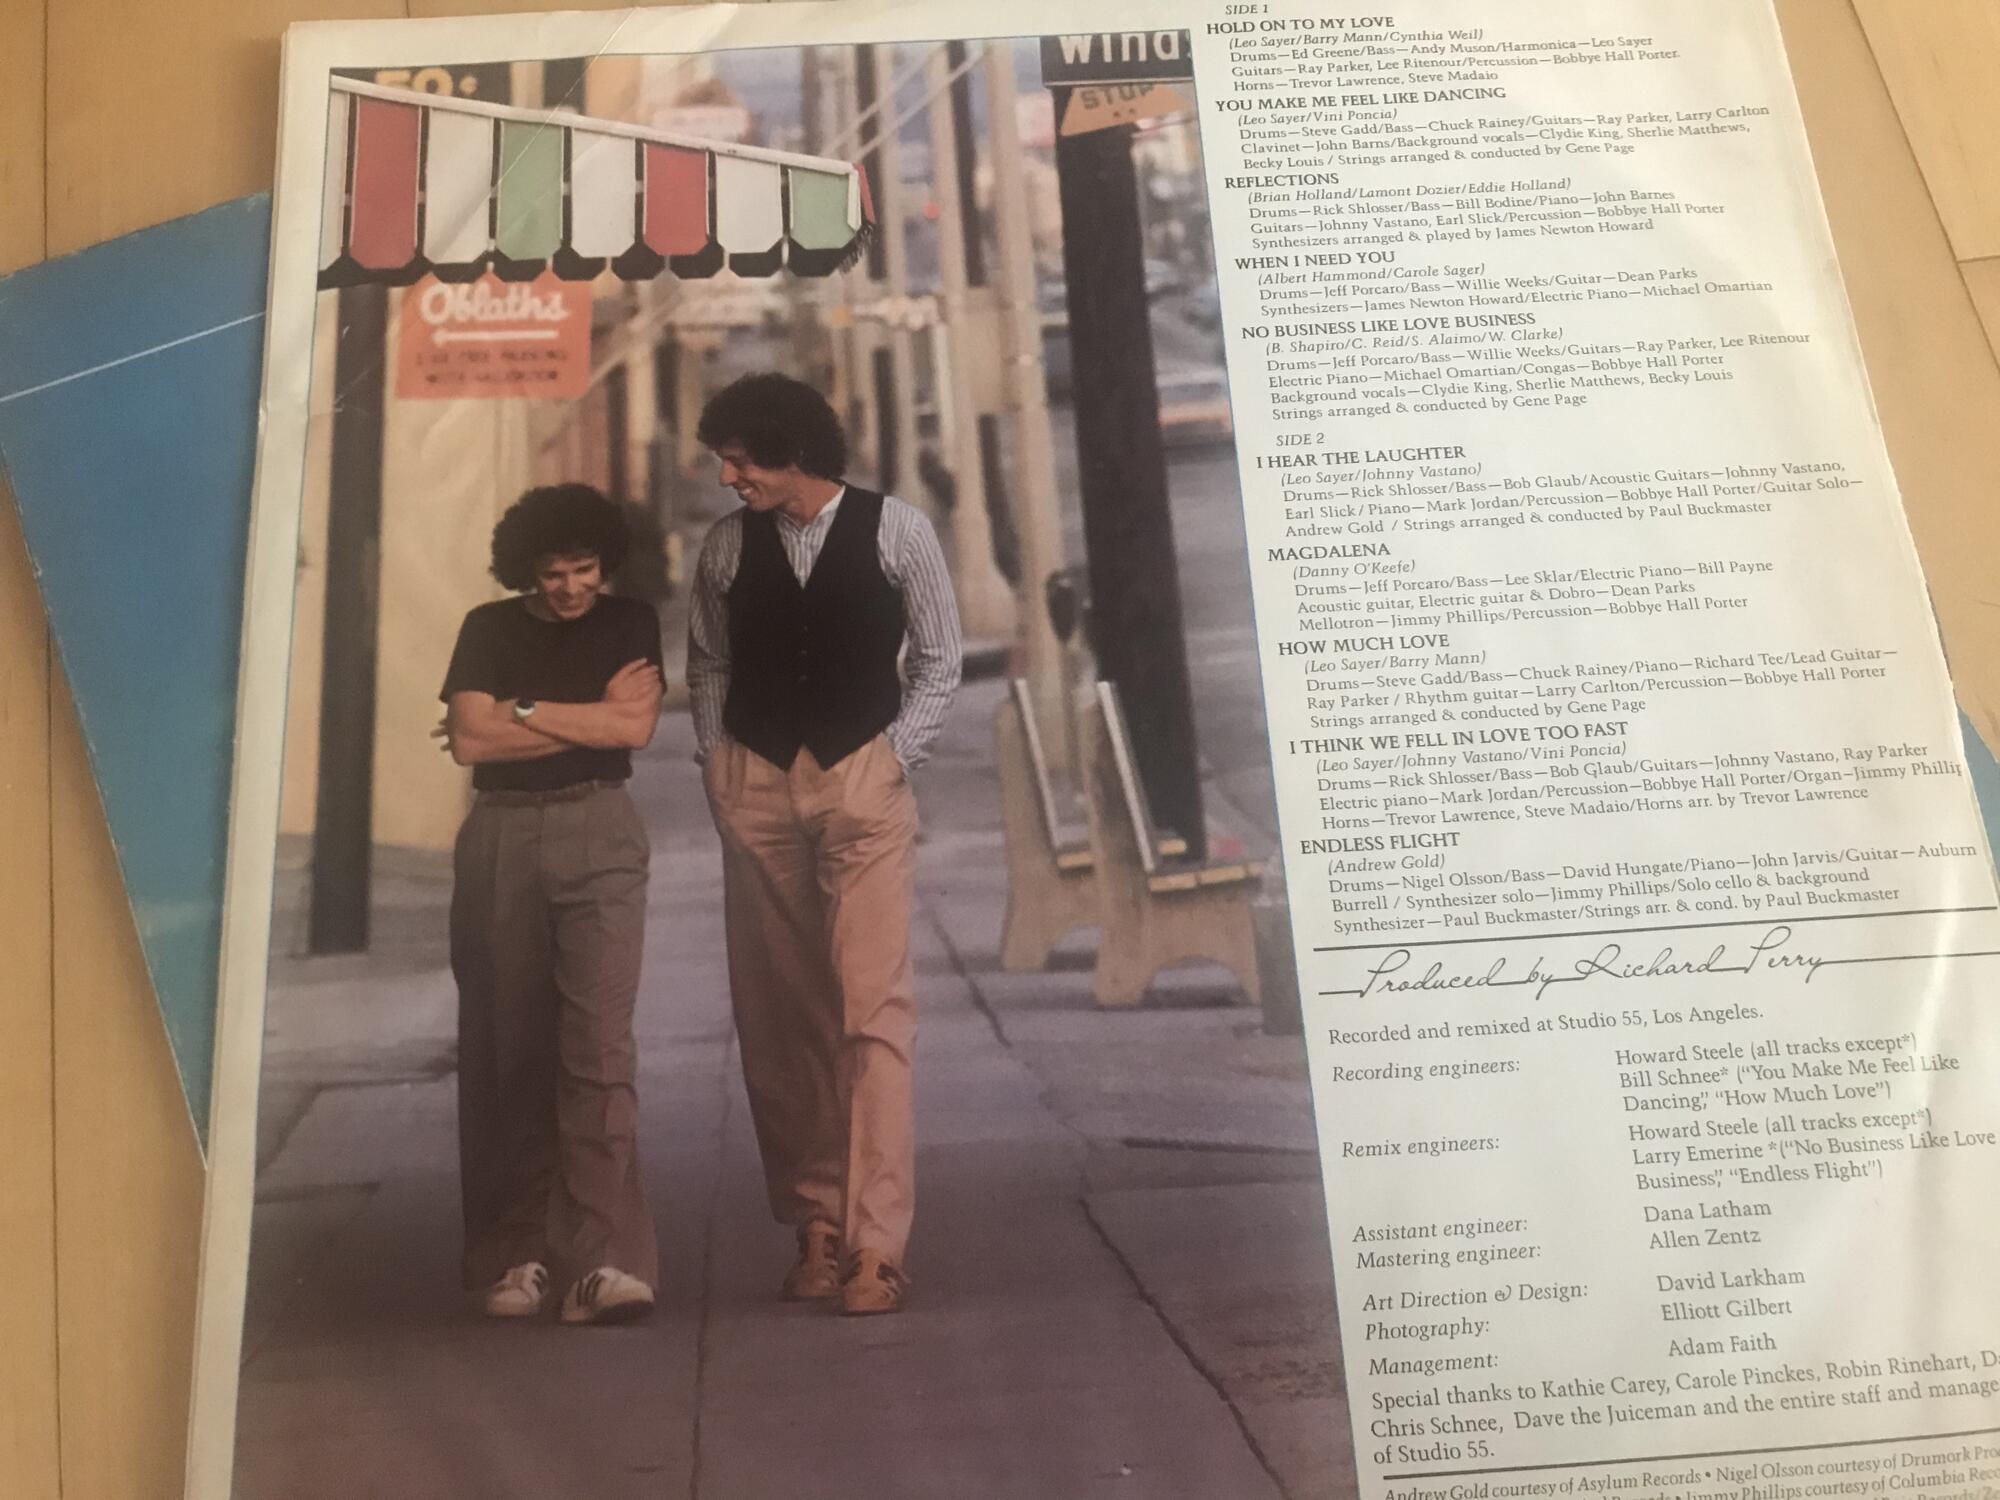 50¢
Wind
STOP
Oblaths
SIDE 1
HOLD ON TO MY LOVE
(Leo Sayer/Barry Mann/Cynthia Weil)
Drums—Ed Greene/Bass—Andy Muson/Harmonica—Leo Sayer
Guitars—Ray Parker, Lee Ritenour/Percussion—Bobbye Hall Porter.
Horns—Trevor Lawrence, Steve Madaio
YOU MAKE ME FEEL LIKE DANCING
(Leo Sayer/Vini Poncia)
Drums—Steve Gadd/Bass—Chuck Rainey/Guitars—Ray Parker, Larry Carlton
Clavinet—John Barns/Background vocals—Clydie King, Sherlie Matthews,
Becky Louis / Strings arranged & conducted by Gene Page
REFLECTIONS
(Brian Holland/Lamont Dozier/Eddie Holland)
Drums—Rick Shlosser/Bass—Bill Bodine/Piano—John Barnes
Guitars—Johnny Vastano, Earl Slick/Percussion—Bobbye Hall Porter
Synthesizers arranged & played by James Newton Howard
WHEN I NEED YOU
(Albert Hammond/Carole Sager)
Drums—Jeff Porcaro/Bass—Willie Weeks/Guitar—Dean Parks
Synthesizers—James Newton Howard/Electric Piano—Michael Omartian
NO BUSINESS LIKE LOVE BUSINESS
(B. Shapiro/C. Reid/S. Alaimo/W. Clarke)
Drums—Jeff Porcaro/Bass—Willie Weeks/Guitars—Ray Parker, Lee Ritenour
Electric Piano—Michael Omartian/Congas—Bobbye Hall Porter
Background vocals—Clydie King, Sherlie Matthews, Becky Louis
Strings arranged & conducted by Gene Page
SIDE 2
I HEAR THE LAUGHTER
(Leo Sayer/Johnny Vastano)
Drums—Rick Shlosser/Bass—Bob Glaub/Acoustic Guitars—Johnny Vastano,
Earl Slick / Piano—Mark Jordan/Percussion—Bobbye Hall Porter/Guitar Solo—
Andrew Gold / Strings arranged & conducted by Paul Buckmaster
MAGDALENA
(Danny O'Keefe)
Drums—Jeff Porcaro/Bass—Lee Sklar/Electric Piano—Bill Payne
Acoustic guitar, Electric guitar & Dobro—Dean Parks
Mellotron—Jimmy Phillips/Percussion—Bobbye Hall Porter
HOW MUCH LOVE
(Leo Sayer/Barry Mann)
Drums—Steve Gadd/Bass—Chuck Rainey/Piano—Richard Tee/Lead Guitar—
Ray Parker / Rhythm guitar—Larry Carlton/Percussion—Bobbye Hall Porter
Strings arranged & conducted by Gene Page
I THINK WE FELL IN LOVE TOO FAST
(Leo Sayer/Johnny Vastano/Vini Poncia)
Drums—Rick Shlosser/Bass—Bob Glaub/Guitars—Johnny Vastano, Ray Parker
Electric piano—Mark Jordan/Percussion—Bobbye Hall Porter/Organ—Jimmy Phillip
Horns—Trevor Lawrence, Steve Madaio/Horns arr. by Trevor Lawrence
ENDLESS FLIGHT
(Andrew Gold)
Drums—Nigel Olsson/Bass—David Hungate/Piano—John Jarvis/Guitar—Auburn
Burrell / Synthesizer solo—Jimmy Phillips/Solo cello & background
Synthesizer—Paul Buckmaster/Strings arr. & cond. by Paul Buckmaster
Produced by Richard Perry
Recorded and remixed at Studio 55, Los Angeles.
Recording engineers: Howard Steele (all tracks except*)
Bill Schnee* ("You Make Me Feel Like
Dancing," "How Much Love")
Remix engineers: Howard Steele (all tracks except*)
Larry Emerine *("No Business Like Love
Business," "Endless Flight")
Assistant engineer: Dana Latham
Mastering engineer: Allen Zentz
Art Direction & Design: David Larkham
Photography: Elliott Gilbert
Management: Adam Faith
Special thanks to Kathie Carey, Carole Pinckes, Robin Rinehart, D
Chris Schnee, Dave the Juiceman and the entire staff and manage
of Studio 55.
Andrew Gold courtesy of Asylum Records • Nigel Olsson courtesy of Drumork Pro
Jimmy Phillips courtesy of Columbia Reco